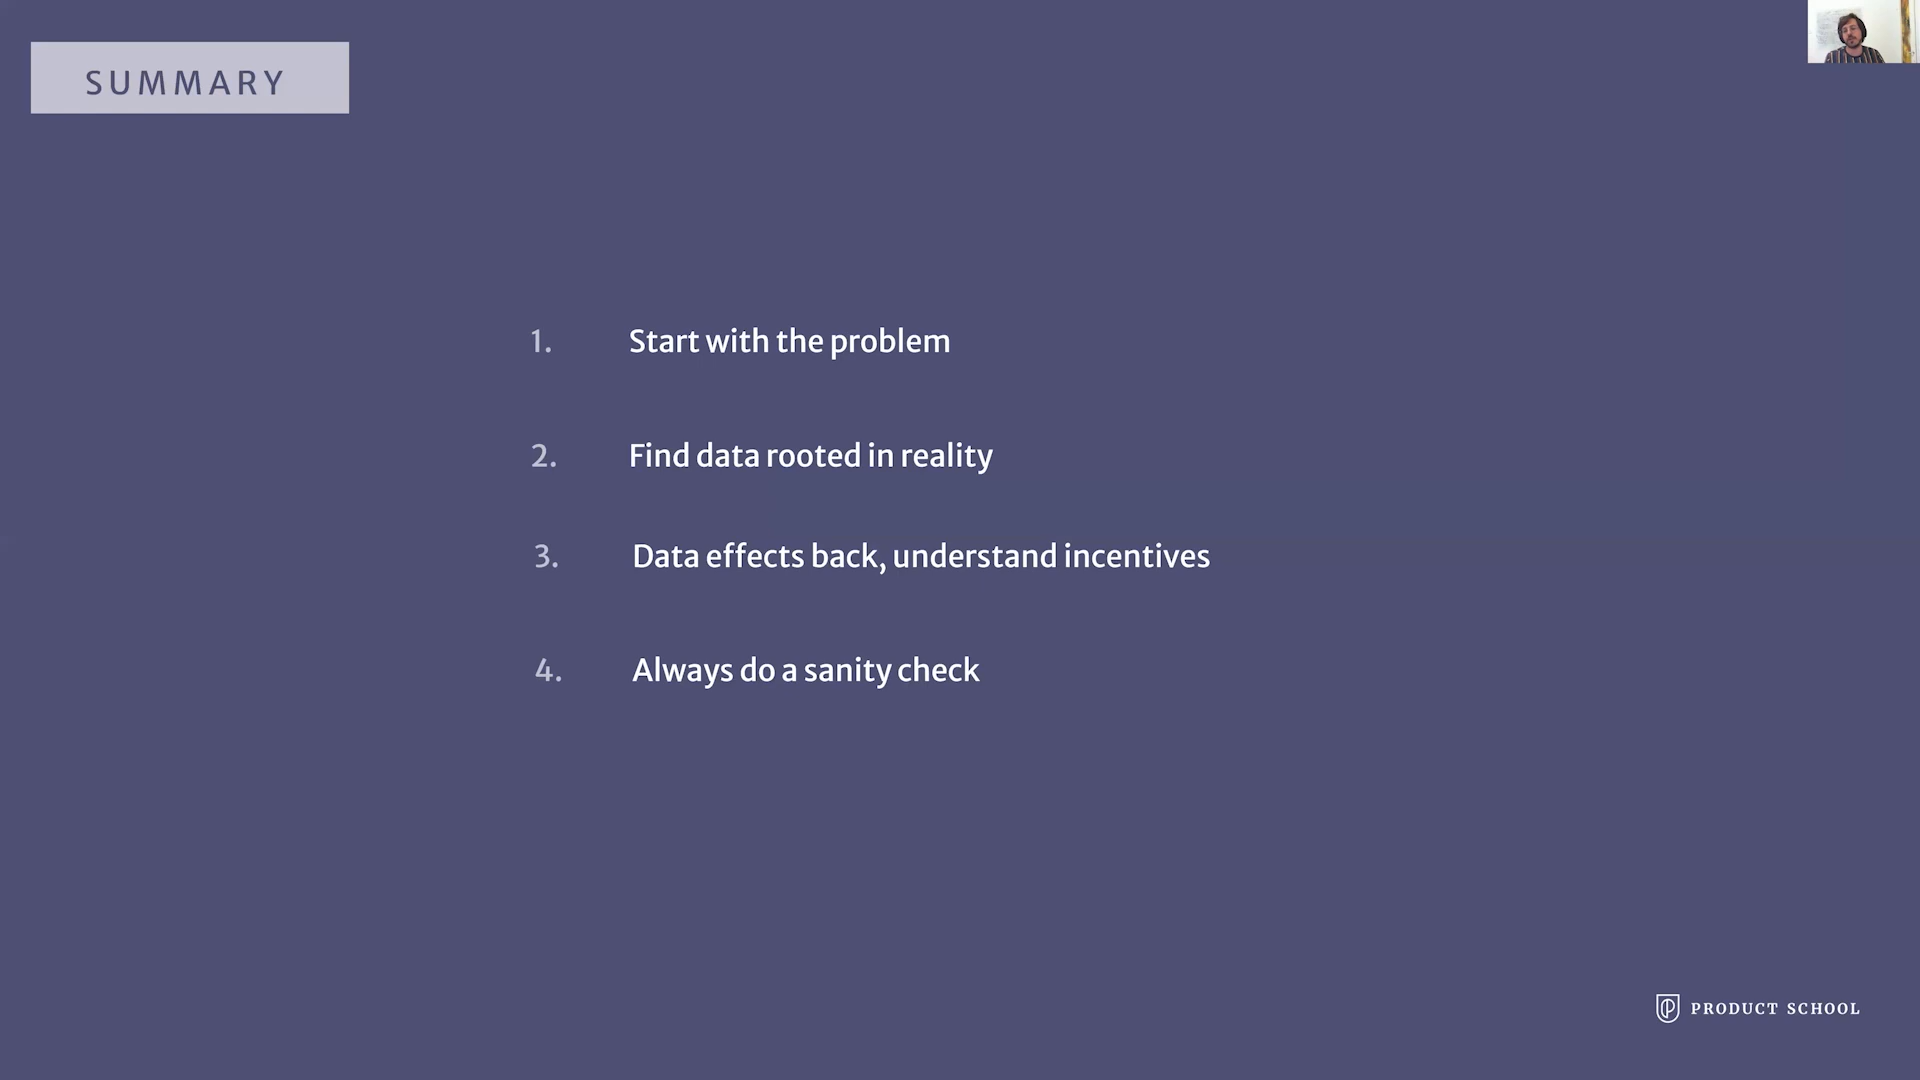 SUMMARY
1. Start with the problem
2. Find data rooted in reality
3. Data effects back, understand incentives
4. Always do a sanity check
PRODUCT SCHOOL